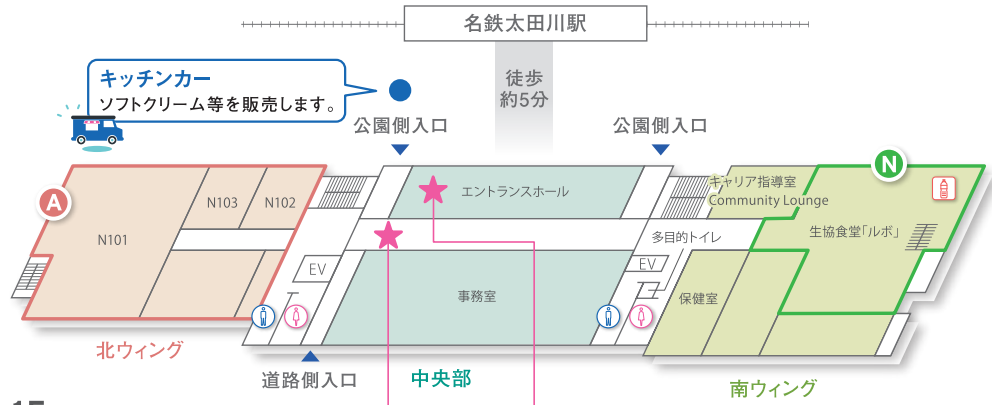 名鉄太田川駅
徒歩
約5分
キッチンカー
ソフトクリーム等を販売します。
公園側入口
公園側入口
A
N
N101
N103
N102
エントランスホール
キャリア指導室
Community Lounge
生協食堂「ルボ」
多目的トイレ
EV
EV
事務室
保健室
北ウィング
道路側入口
中央部
南ウィング